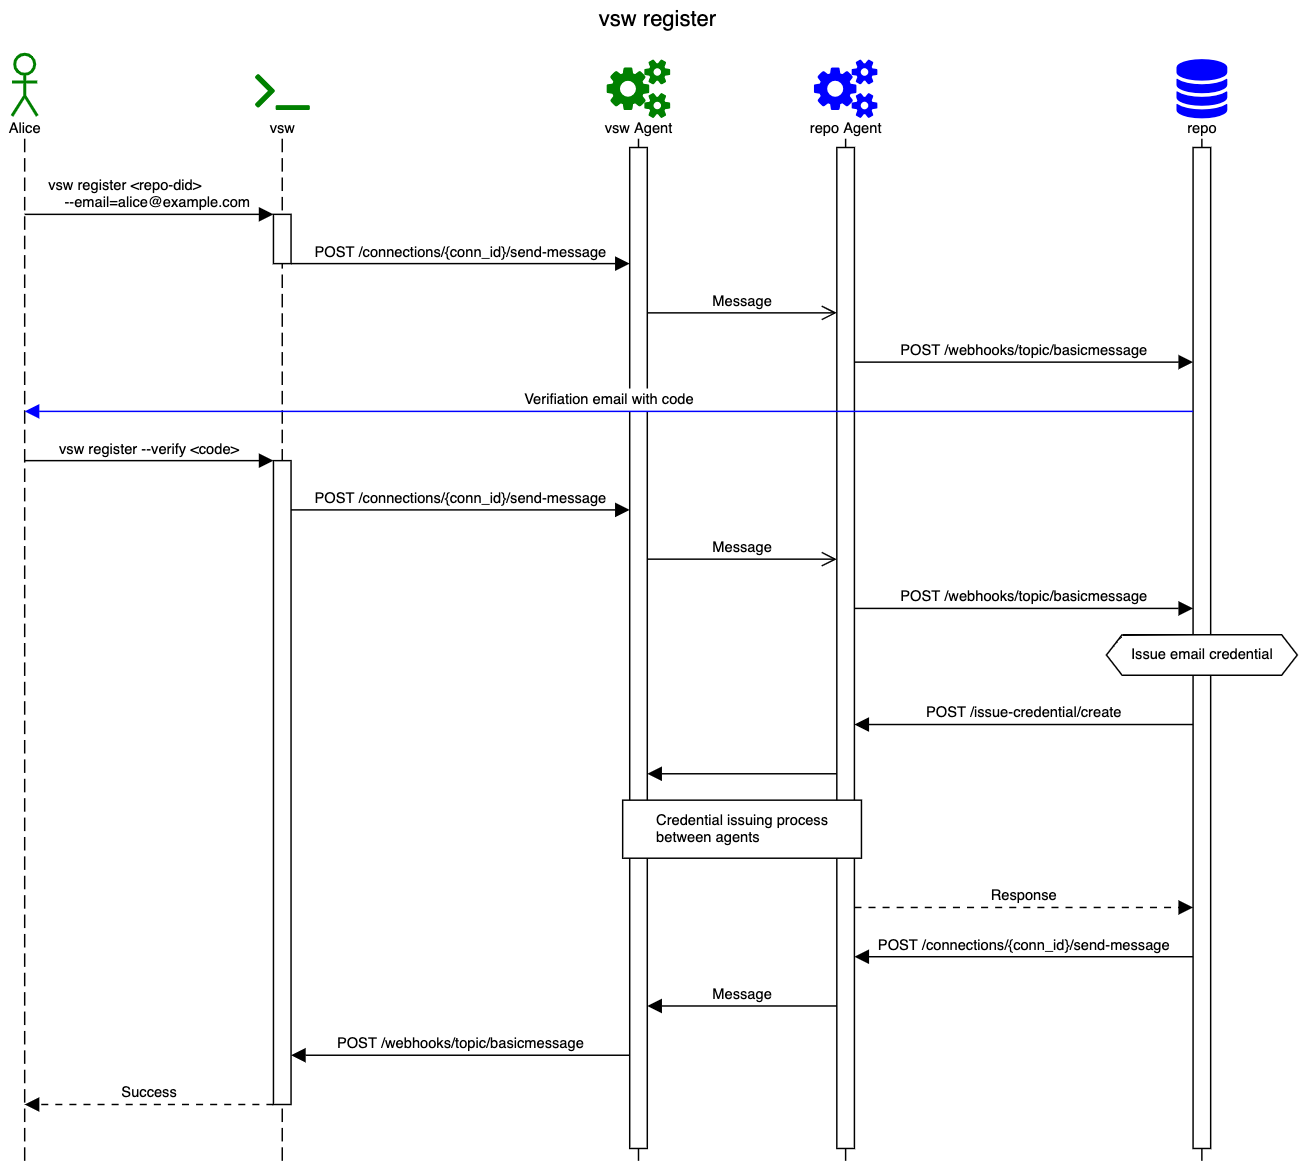 vsw register
Alice
vsw
vsw Agent
repo Agent
repo
vsw register <repo-did>
--email=alice@example.com
POST /connections/{conn_id}/send-message
Message
POST /webhooks/topic/basicmessage
Verifiation email with code
vsw register --verify <code>
POST /connections/{conn_id}/send-message
Message
POST /webhooks/topic/basicmessage
Issue email credential
POST /issue-credential/create
Credential issuing process
between agents
Response
POST /connections/{conn_id}/send-message
Message
POST /webhooks/topic/basicmessage
Success